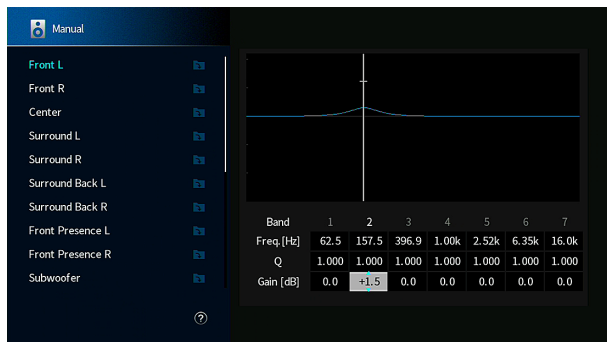 Manual
Front L
Front R
Center
Surround L
Surround R
Surround Back L
Surround Back R
Front Presence L
Front Presence R
Subwoofer
?
Band 1 2 3 4 5 6 7
Freq.[Hz] 62.5 157.5 396.9 1.00k 2.52k 6.35k 16.0k
Q 1.000 1.000 1.000 1.000 1.000 1.000 1.000
Gain [dB] 0.0 +1.5 0.0 0.0 0.0 0.0 0.0